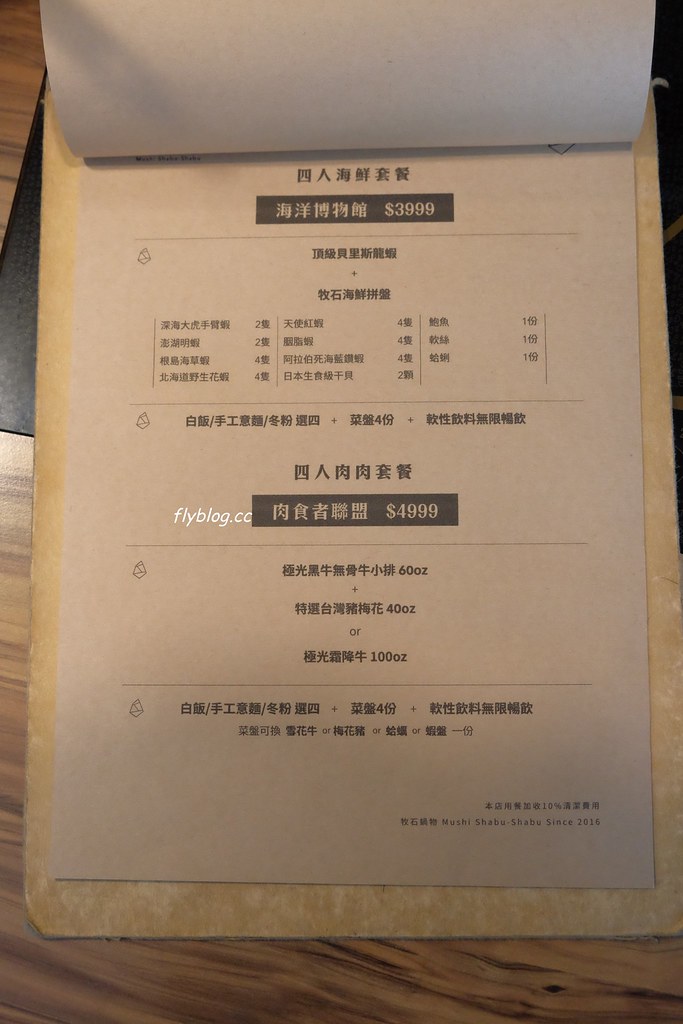 Mushi Shabu-Shabu
四人海鮮套餐
海洋博物館 $3999
頂級貝里斯龍蝦
+
牧石海鮮拼盤
深海大虎手臂蝦 2隻 天使紅蝦 4隻 鮑魚 1份
澎湖明蝦 2隻 胭脂蝦 4隻 軟絲 1份
根島海草蝦 4隻 阿拉伯死海藍鑽蝦 4隻 蛤蜊 1份
北海道野生花蝦 4隻 日本生食級干貝 2顆
白飯/手工意麵/冬粉 選四 + 菜盤4份 + 軟性飲料無限暢飲
四人肉肉套餐
flyblog.cc
肉食者聯盟 $4999
極光黑牛無骨牛小排 60oz
+
特選台灣豬梅花 40oz
or
極光霜降牛 100oz
白飯/手工意麵/冬粉 選四 + 菜盤4份 + 軟性飲料無限暢飲
菜盤可換 雪花牛 or 梅花豬 or 蛤蠣 or 蝦盤 一份
本店用餐加收10%清潔費用
牧石鍋物 Mushi Shabu-Shabu Since 2016